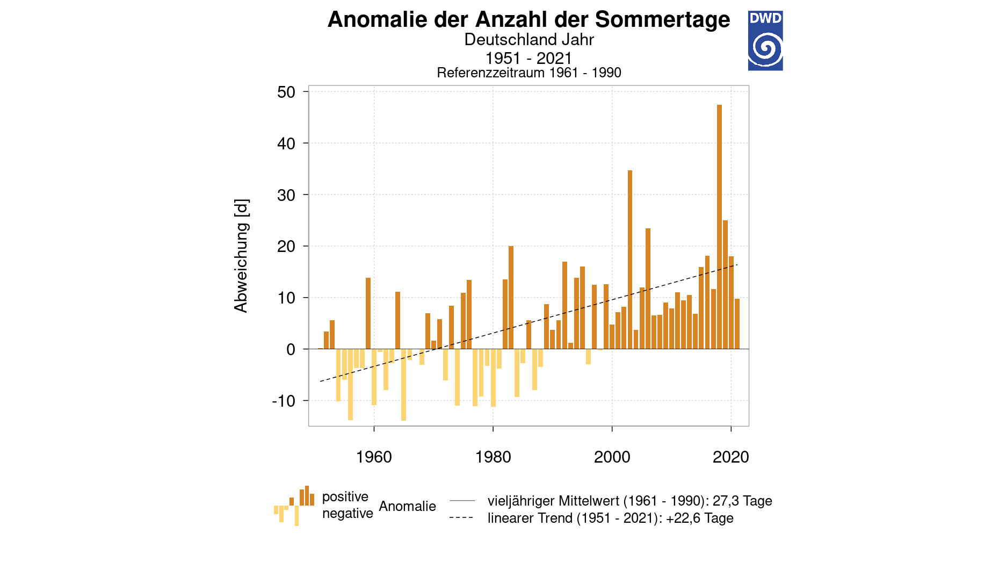 Anomalie der Anzahl der Sommertage
DWD
Deutschland Jahr
1951 - 2021
Referenzzeitraum 1961 - 1990
50
40
30
20
10
0
-10
Abweichung [d]
1960 1980 2000 2020
positive
negative
Anomalie
vieljähriger Mittelwert (1961 - 1990): 27,3 Tage
linearer Trend (1951 - 2021): +22,6 Tage